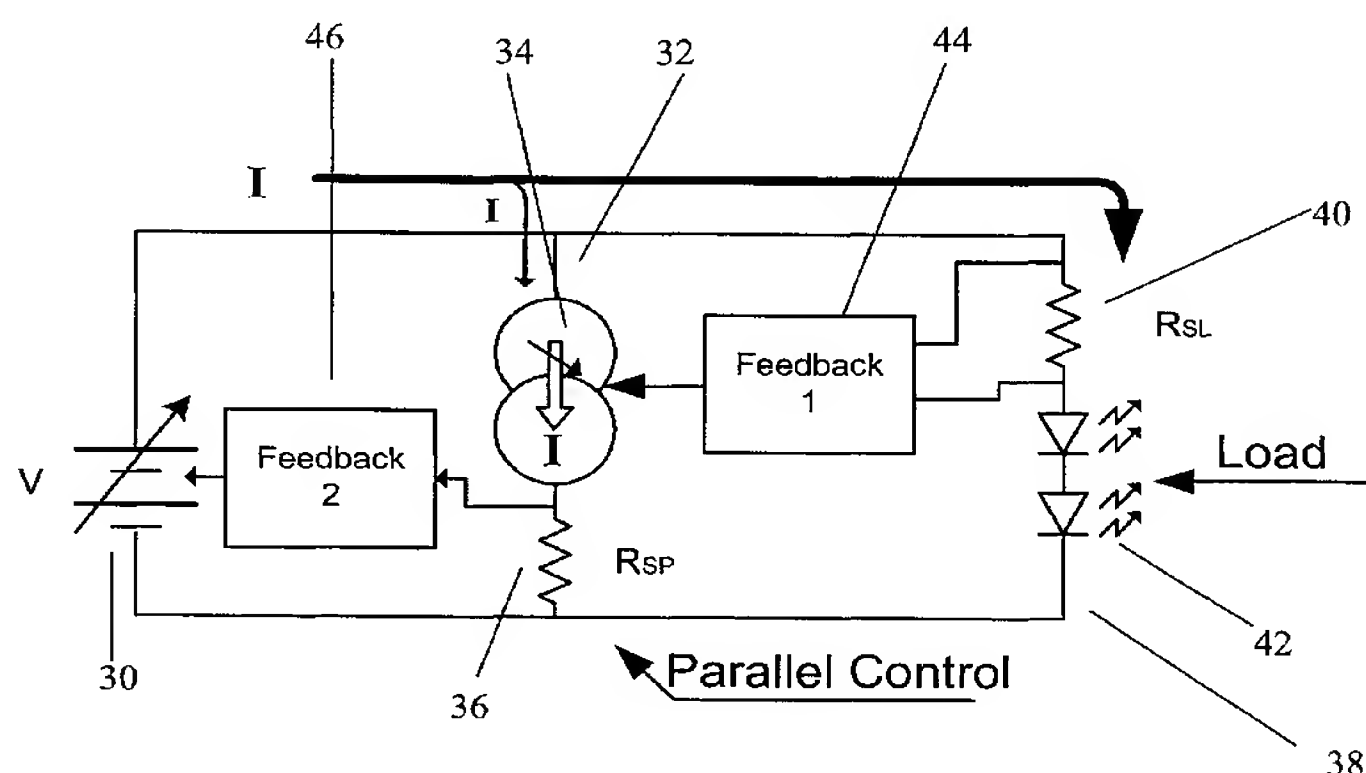 46
34
32
44
I
I
40
Feedback
1
RSL
V
Feedback
2
I
Load
RSP
30
36
Parallel Control
42
38